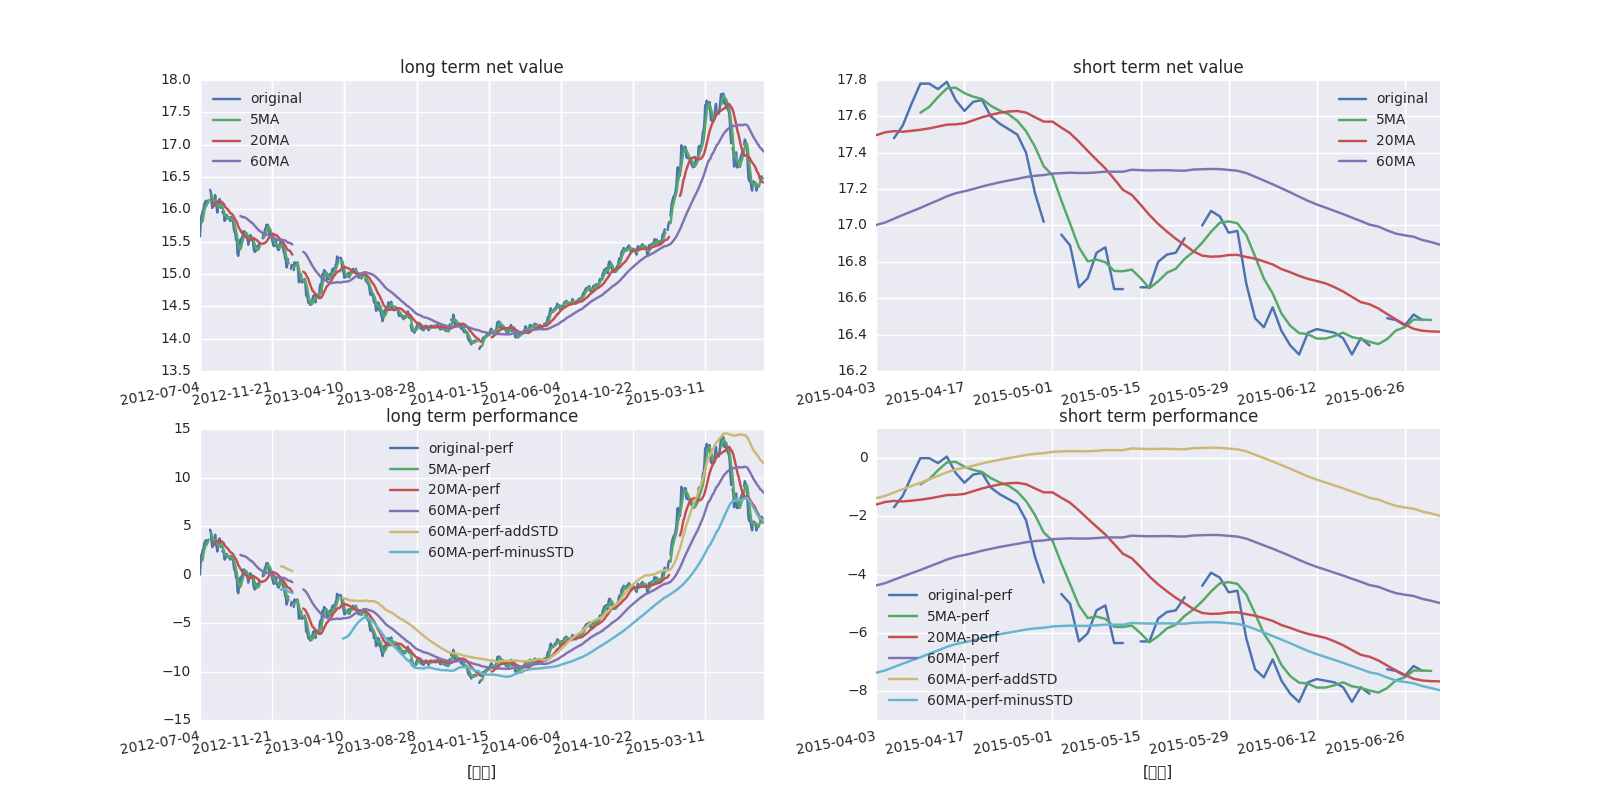 long term net value
18.0
17.5
17.0
16.5
16.0
15.5
15.0
14.5
14.0
13.5
original
5MA
20MA
60MA
2012-07-04 2012-11-21 2013-04-10 2013-08-28 2014-01-15 2014-06-04 2014-10-22 2015-03-11
short term net value
17.8
17.6
17.4
17.2
17.0
16.8
16.6
16.4
16.2
original
5MA
20MA
60MA
2015-04-03 2015-04-17 2015-05-01 2015-05-15 2015-05-29 2015-06-12 2015-06-26
long term performance
15
10
5
0
−5
−10
−15
original-perf
5MA-perf
20MA-perf
60MA-perf
60MA-perf-addSTD
60MA-perf-minusSTD
2012-07-04 2012-11-21 2013-04-10 2013-08-28 2014-01-15 2014-06-04 2014-10-22 2015-03-11
short term performance
0
−2
−4
−6
−8
original-perf
5MA-perf
20MA-perf
60MA-perf
60MA-perf-addSTD
60MA-perf-minusSTD
2015-04-03 2015-04-17 2015-05-01 2015-05-15 2015-05-29 2015-06-12 2015-06-26